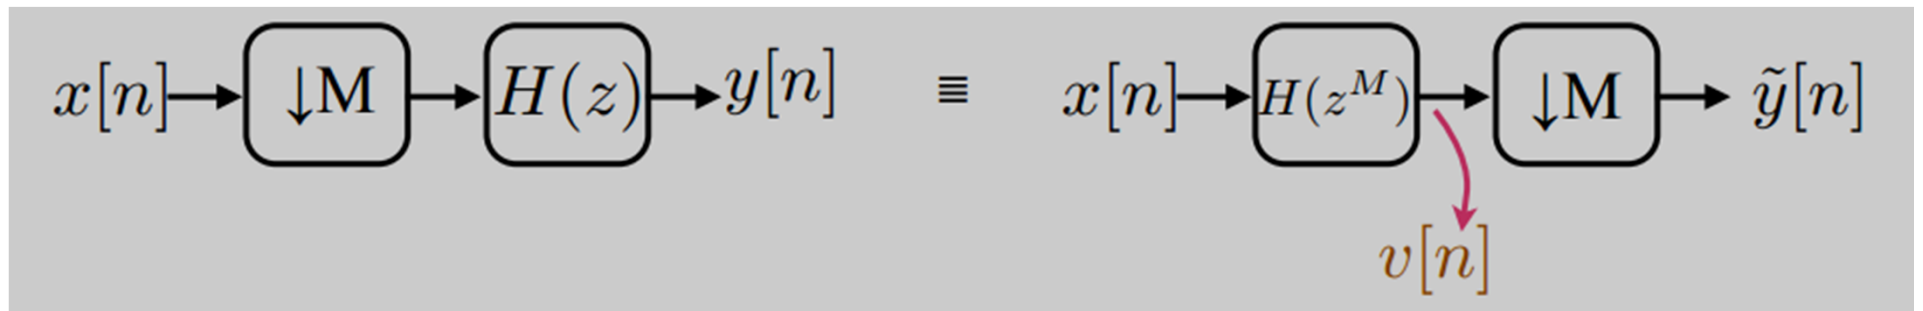 x[n] ↓M H(z) y[n] ≡ x[n] H(z^M) ↓M ỹ[n]
v[n]